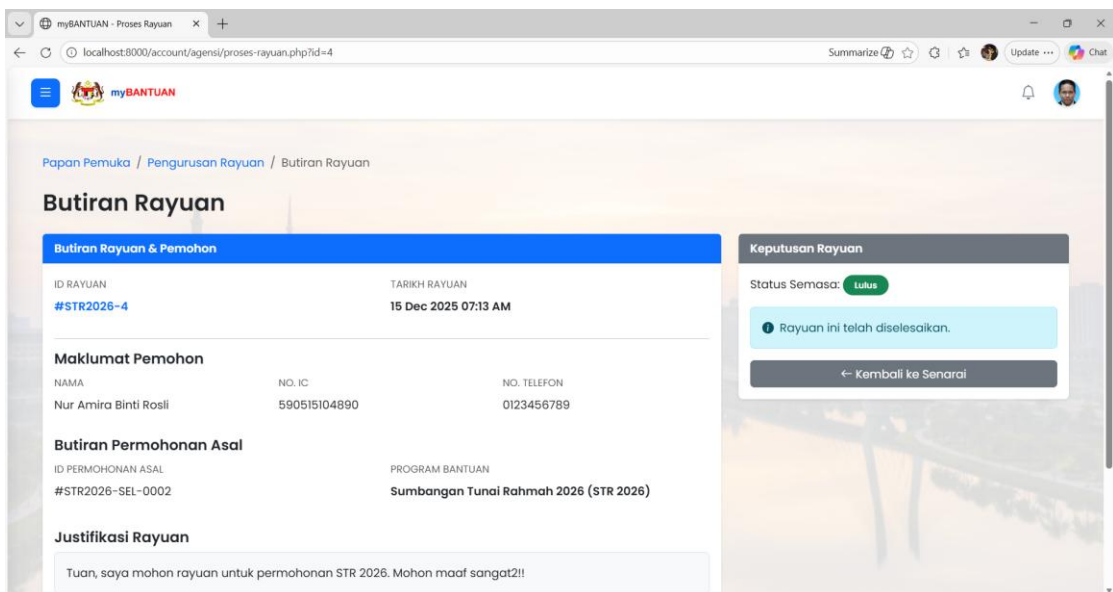 myBANTUAN - Proses Rayuan
localhost:8000/account/agensi/proses-rayuan.php?id=4
Summarize
Update
Chat
myBANTUAN
Papan Pemuka / Pengurusan Rayuan / Butiran Rayuan
Butiran Rayuan
Butiran Rayuan & Pemohon
ID RAYUAN TARIKH RAYUAN
#STR2026-4 15 Dec 2025 07:13 AM
Maklumat Pemohon
NAMA NO. IC NO. TELEFON
Nur Amira Binti Rosli 590515104890 0123456789
Butiran Permohonan Asal
ID PERMOHONAN ASAL PROGRAM BANTUAN
#STR2026-SEL-0002 Sumbangan Tunai Rahmah 2026 (STR 2026)
Justifikasi Rayuan
Tuan, saya mohon rayuan untuk permohonan STR 2026. Mohon maaf sangat2!!
Keputusan Rayuan
Status Semasa: Lulus
Rayuan ini telah diselesaikan.
← Kembali ke Senarai